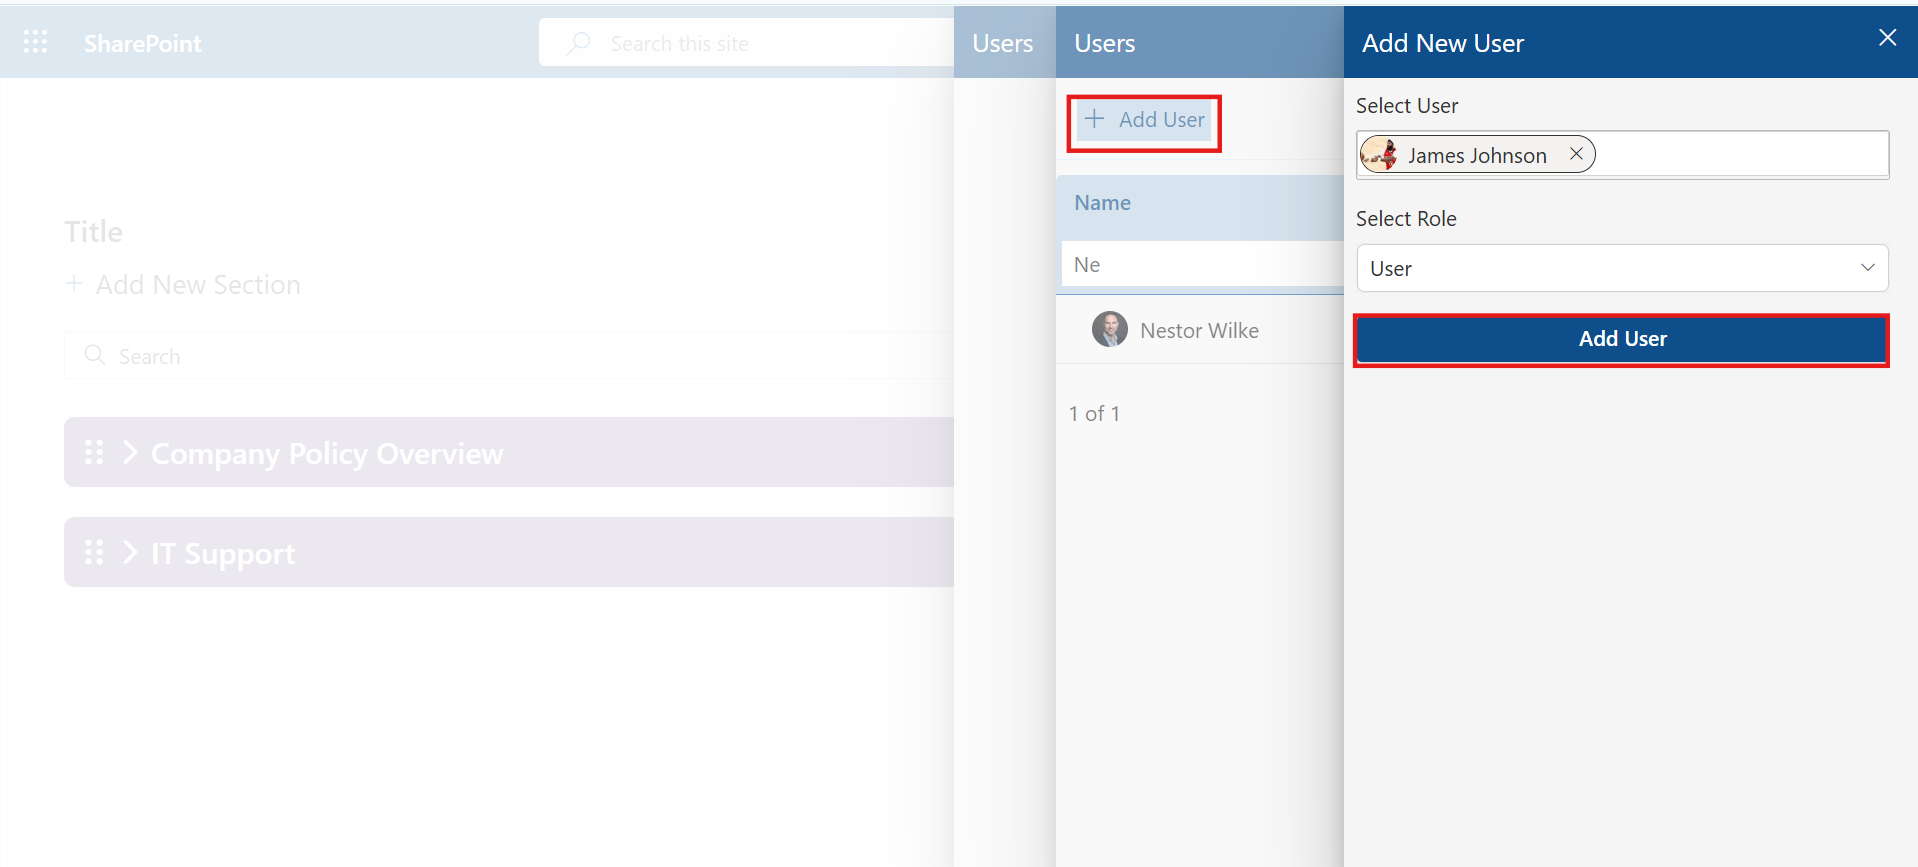 SharePoint
Search this site
Users
Users
Add New User
Title
Add New Section
Search
Company Policy Overview
IT Support
Add User
Name
Ne
Nestor Wilke
1 of 1
Select User
James Johnson
Select Role
User
Add User